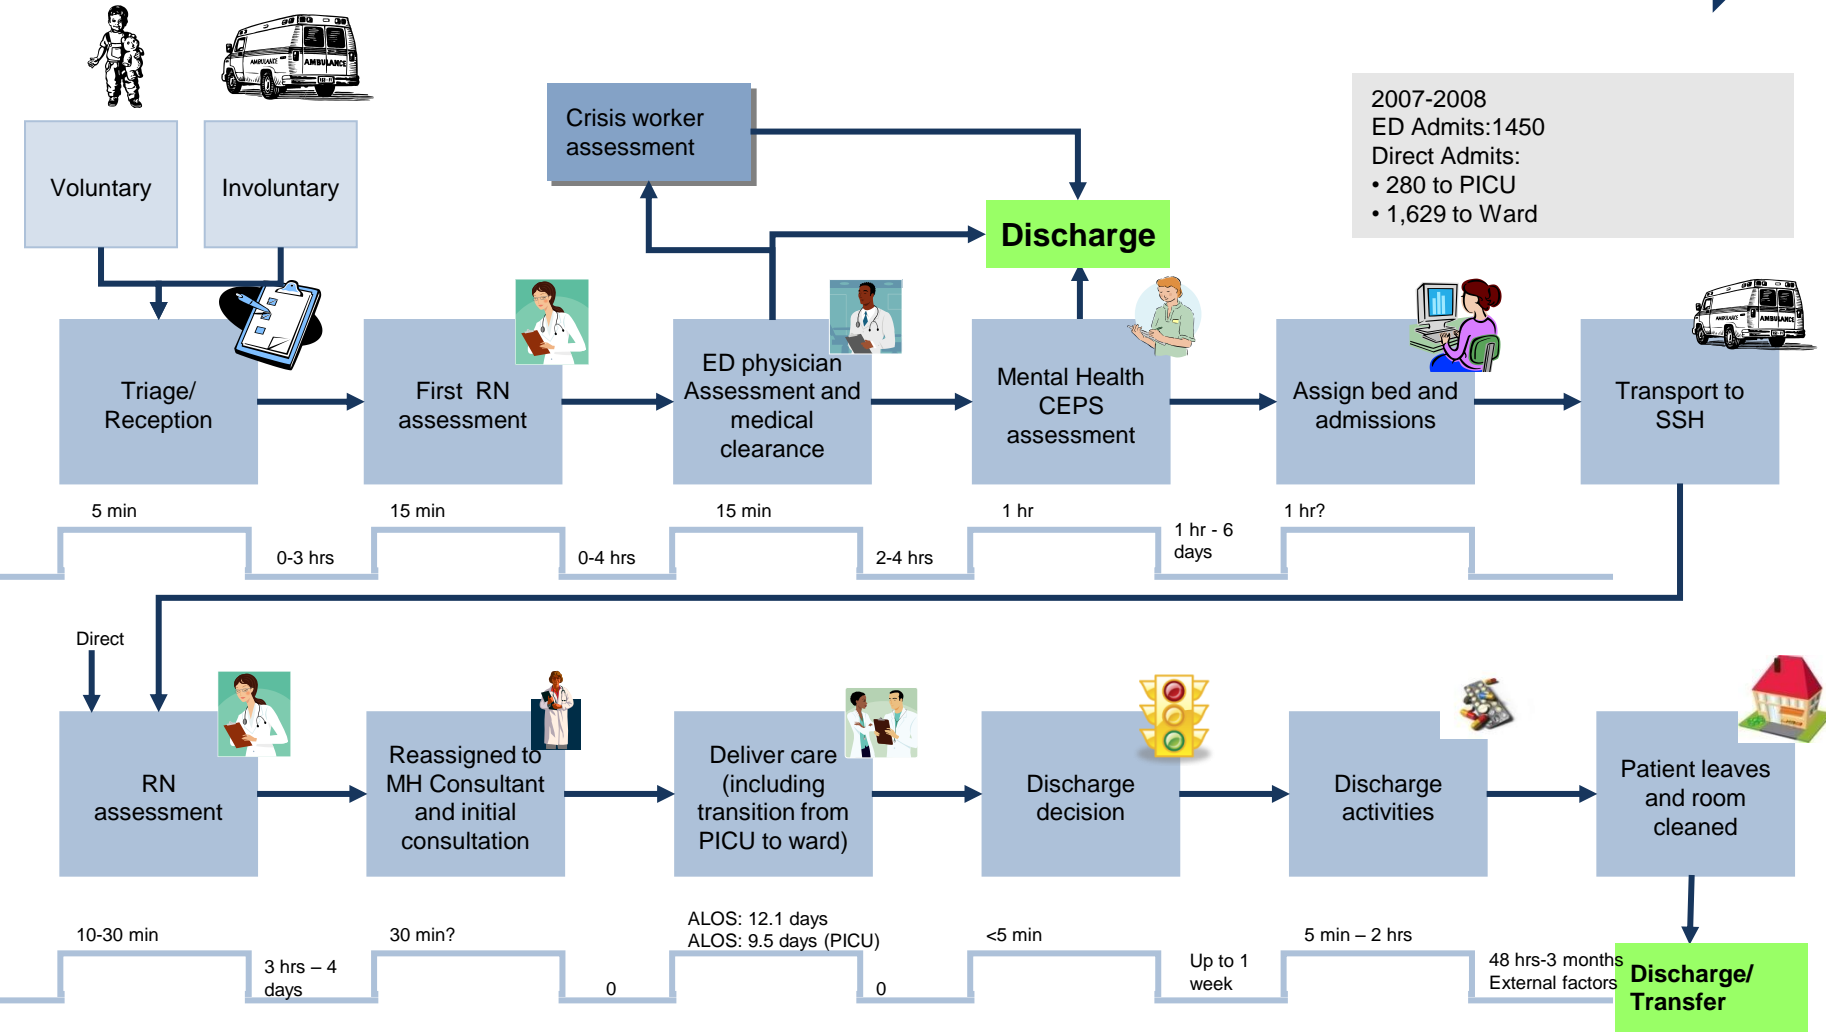 Voluntary
Involuntary
Crisis worker
assessment
2007-2008
ED Admits:1450
Direct Admits:
• 280 to PICU
• 1,629 to Ward
Discharge
AMBULANCE
AMBULANCE
Triage/
Reception
First RN
assessment
ED physician
Assessment and
medical
clearance
Mental Health
CEPS
assessment
Assign bed and
admissions
Transport to
SSH
AMBULANCE
AMBULANCE
5 min
0-3 hrs
15 min
0-4 hrs
15 min
2-4 hrs
1 hr
1 hr - 6
days
1 hr?
Direct
RN
assessment
Reassigned to
MH Consultant
and initial
consultation
Deliver care
(including
transition from
PICU to ward)
Discharge
decision
Discharge
activities
Patient leaves
and room
cleaned
10-30 min
3 hrs – 4
days
30 min?
0
ALOS: 12.1 days
ALOS: 9.5 days (PICU)
0
<5 min
Up to 1
week
5 min – 2 hrs
48 hrs-3 months
External factors
Discharge/
Transfer